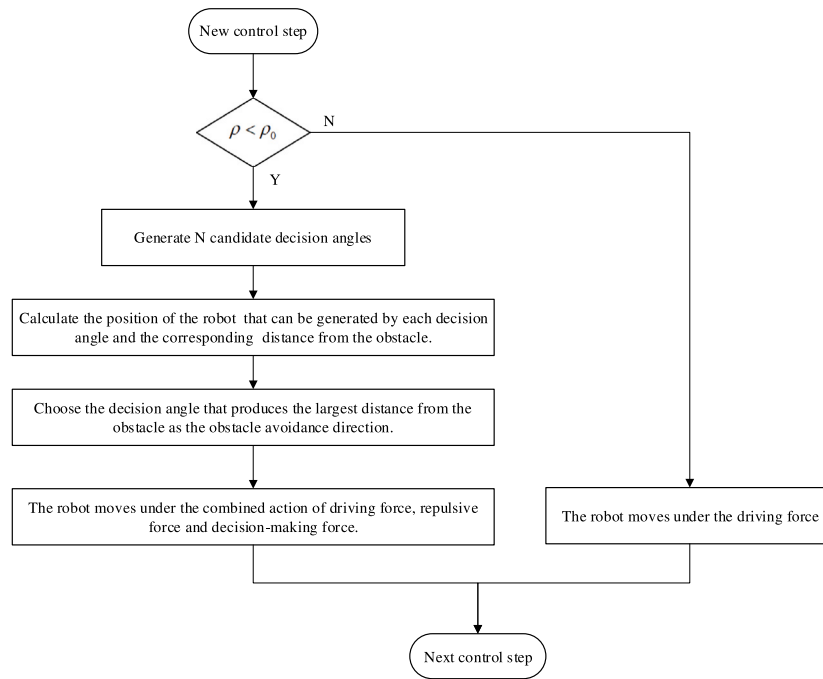 New control step
ρ < ρ₀
N
Y
Generate N candidate decision angles
Calculate the position of the robot that can be generated by each decision
angle and the corresponding distance from the obstacle.
Choose the decision angle that produces the largest distance from the
obstacle as the obstacle avoidance direction.
The robot moves under the combined action of driving force, repulsive
force and decision-making force.
The robot moves under the driving force
Next control step